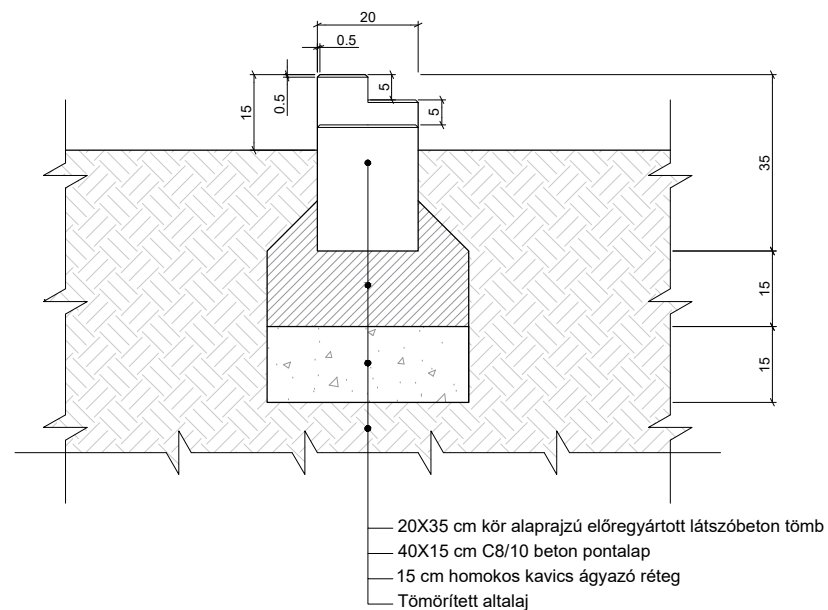 20
0.5
15
0.5
5
5
35
15
15
20X35 cm kör alaprajzú előregyártott látszóbeton tömb
40X15 cm C8/10 beton pontalap
15 cm homokos kavics ágyazó réteg
Tömörített altalaj